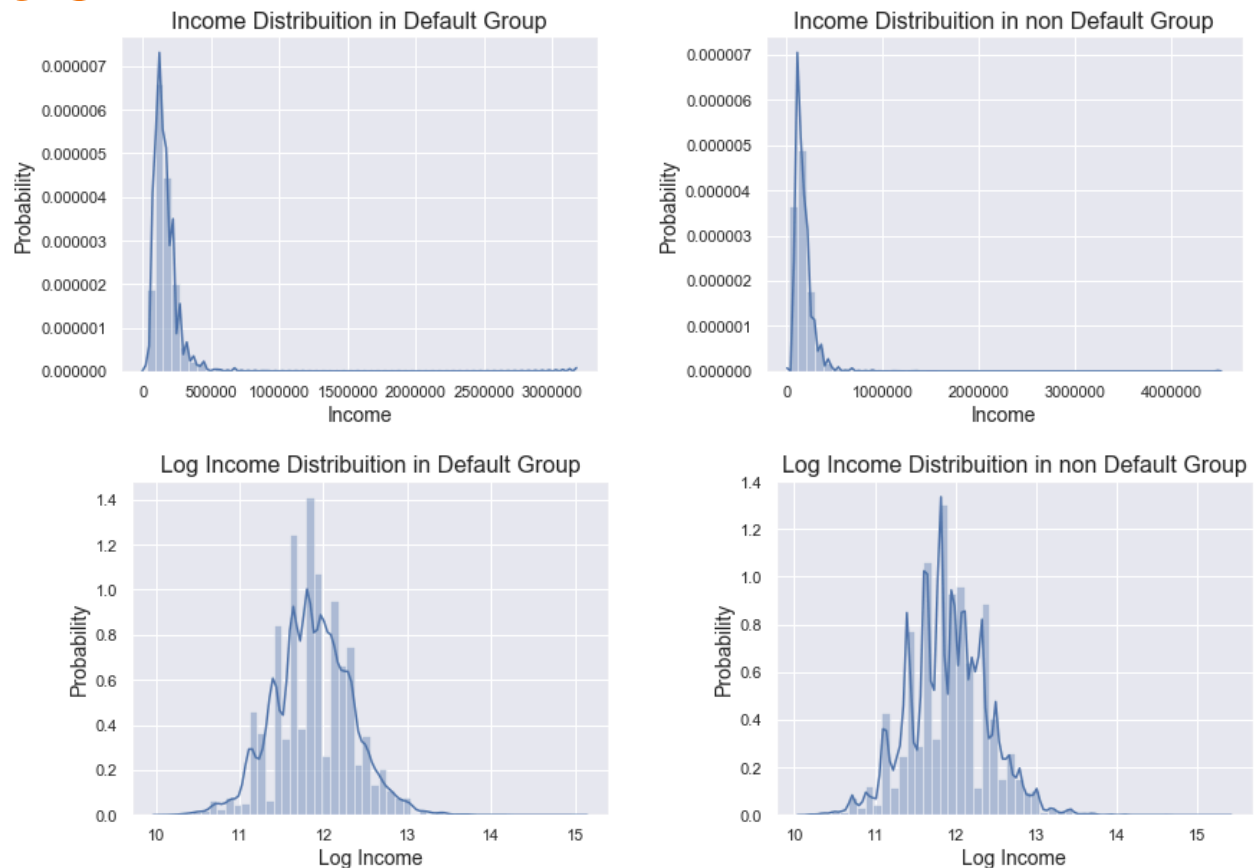 Income Distribuition in Default Group
Probability
0.000007
0.000006
0.000005
0.000004
0.000003
0.000002
0.000001
0.000000
0 500000 1000000 1500000 2000000 2500000 3000000
Income
Income Distribuition in non Default Group
Probability
0.000007
0.000006
0.000005
0.000004
0.000003
0.000002
0.000001
0.000000
0 1000000 2000000 3000000 4000000
Income
Log Income Distribuition in Default Group
Probability
1.4
1.2
1.0
0.8
0.6
0.4
0.2
0.0
10 11 12 13 14 15
Log Income
Log Income Distribuition in non Default Group
Probability
1.4
1.2
1.0
0.8
0.6
0.4
0.2
0.0
10 11 12 13 14 15
Log Income